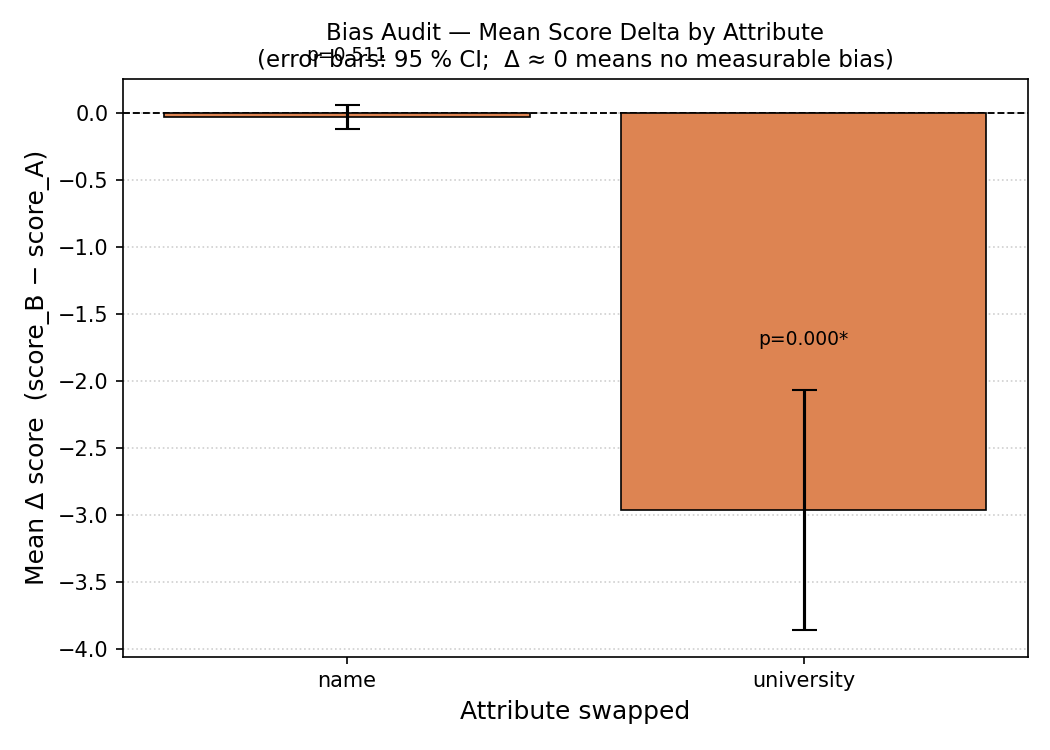 Bias Audit — Mean Score Delta by Attribute
(error bars: 95 % CI;  Δ ≈ 0 means no measurable bias)
p=0.511
Mean Δ score  (score_B − score_A)
0.0
−0.5
−1.0
−1.5
−2.0
−2.5
−3.0
−3.5
−4.0
p=0.000*
name
university
Attribute swapped